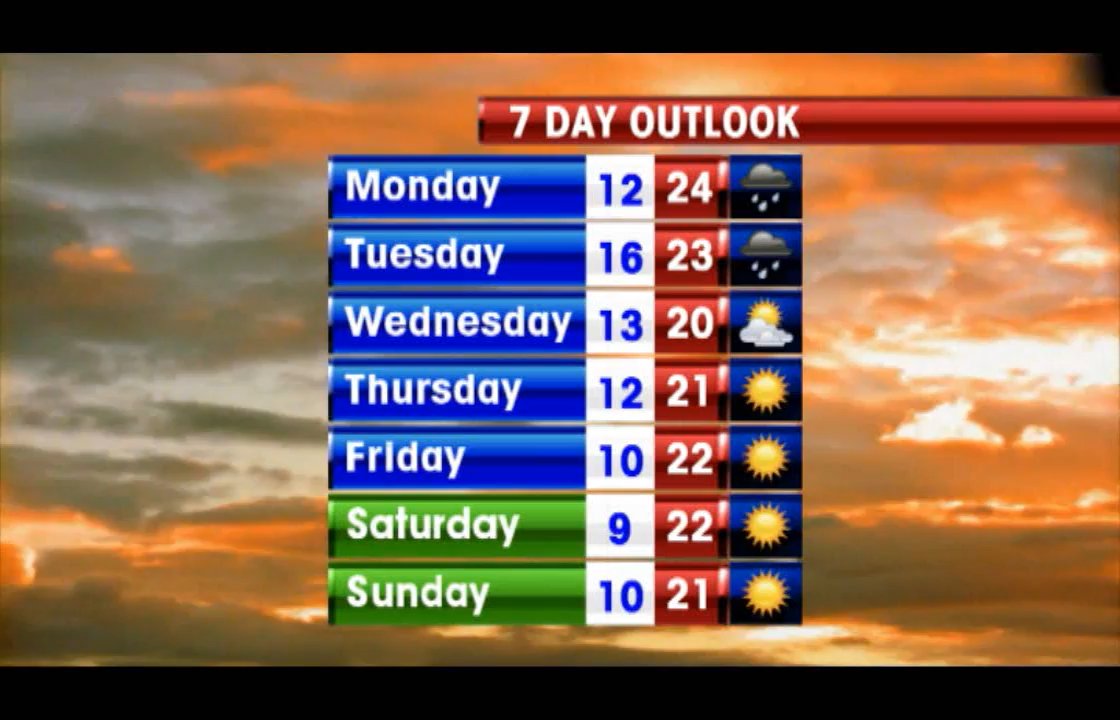 7 DAY OUTLOOK
Monday 12 24
Tuesday 16 23
Wednesday 13 20
Thursday 12 21
Friday 10 22
Saturday 9 22
Sunday 10 21